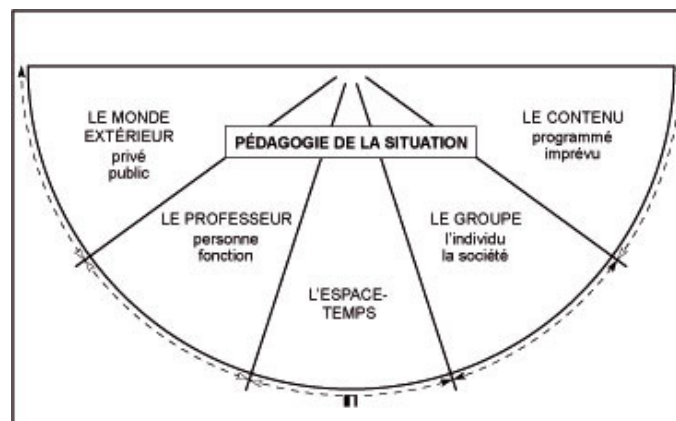 LE MONDE
EXTÉRIEUR
privé
public
LE CONTENU
programmé
imprévu
PÉDAGOGIE DE LA SITUATION
LE PROFESSEUR
personne
fonction
LE GROUPE
l'individu
la société
L'ESPACE-
TEMPS